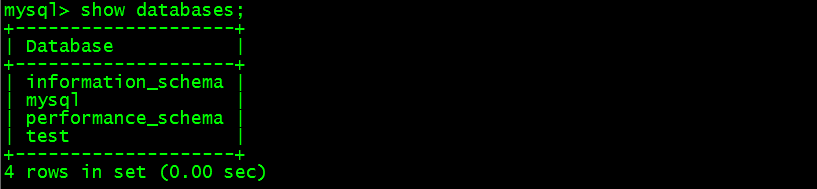 mysql> show databases;
+--------------------+
| Database           |
+--------------------+
| information_schema |
| mysql              |
| performance_schema |
| test               |
+--------------------+
4 rows in set (0.00 sec)